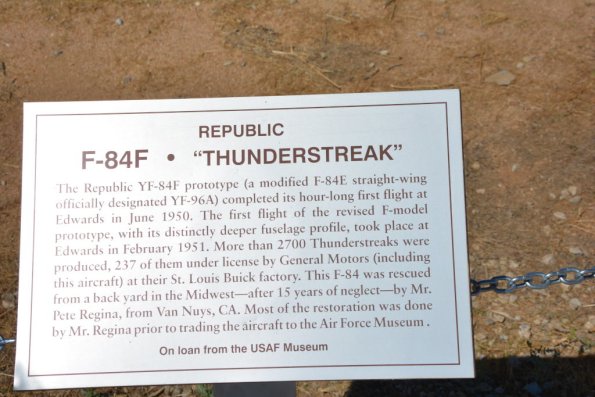 REPUBLIC
F-84F • "THUNDERSTREAK"
The Republic YF-84F prototype (a modified F-84E straight-wing
officially designated YF-96A) completed its hour-long first flight at
Edwards in June 1950. The first flight of the revised F-model
prototype, with its distinctly deeper fuselage profile, took place at
Edwards in February 1951. More than 2700 Thunderstreaks were
produced, 237 of them under license by General Motors (including
this aircraft) at their St. Louis Buick factory. This F-84 was rescued
from a back yard in the Midwest—after 15 years of neglect—by Mr.
Pete Regina, from Van Nuys, CA. Most of the restoration was done
by Mr. Regina prior to trading the aircraft to the Air Force Museum .
On loan from the USAF Museum